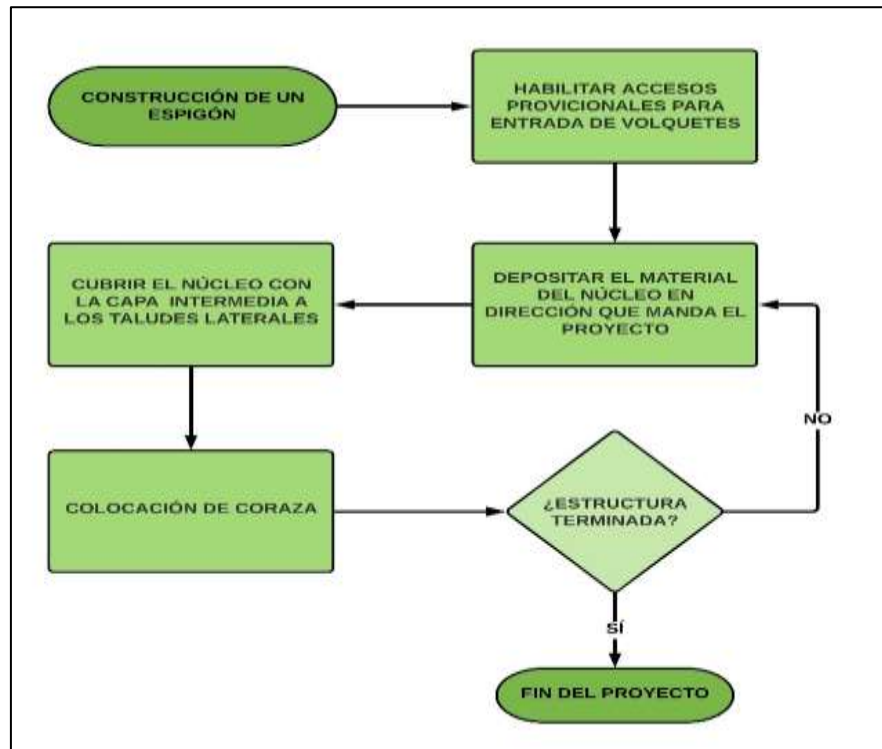 CONSTRUCCIÓN DE UN
ESPIGÓN
HABILITAR ACCESOS
PROVICIONALES PARA
ENTRADA DE VOLQUETES
DEPOSITAR EL MATERIAL
DEL NÚCLEO EN
DIRECCIÓN QUE MANDA EL
PROYECTO
CUBRIR EL NÚCLEO CON
LA CAPA INTERMEDIA A
LOS TALUDES LATERALES
COLOCACIÓN DE CORAZA
¿ESTRUCTURA
TERMINADA?
NO
SÍ
FIN DEL PROYECTO